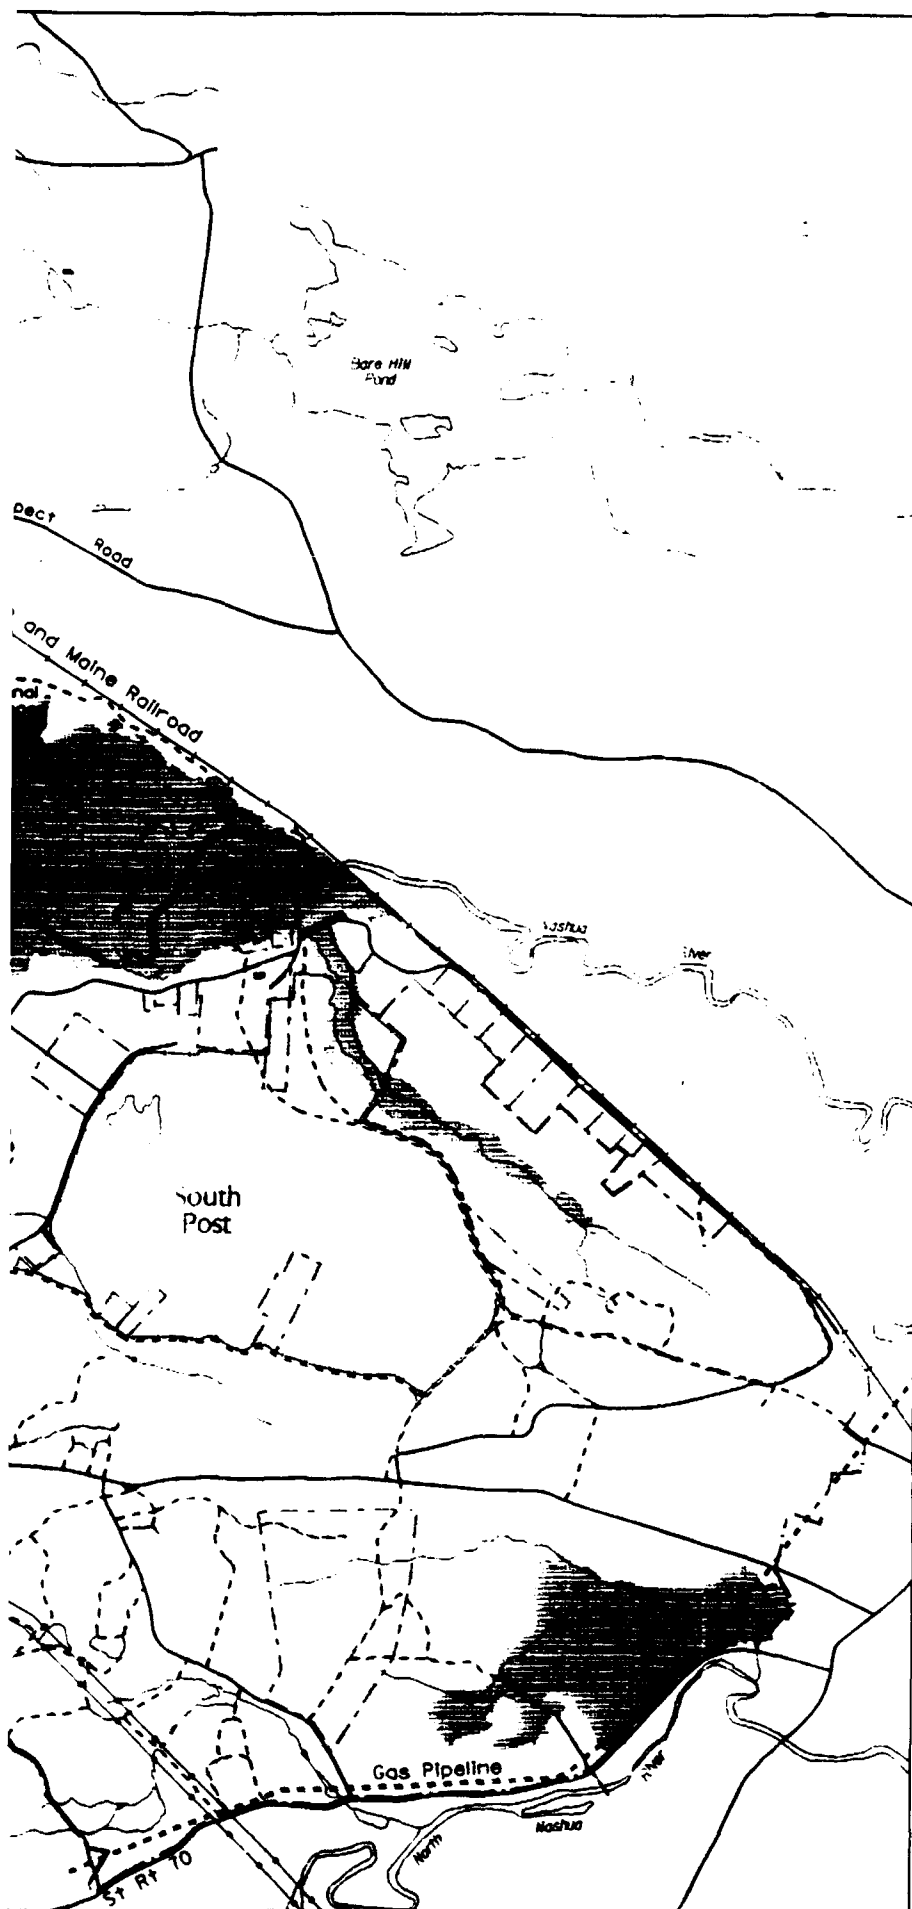 Bare Hill
Pond
pect
Road
and Maine Railroad
nal
Nashua
River
South
Post
Gas Pipeline
River
Nashua
North
St Rt 70